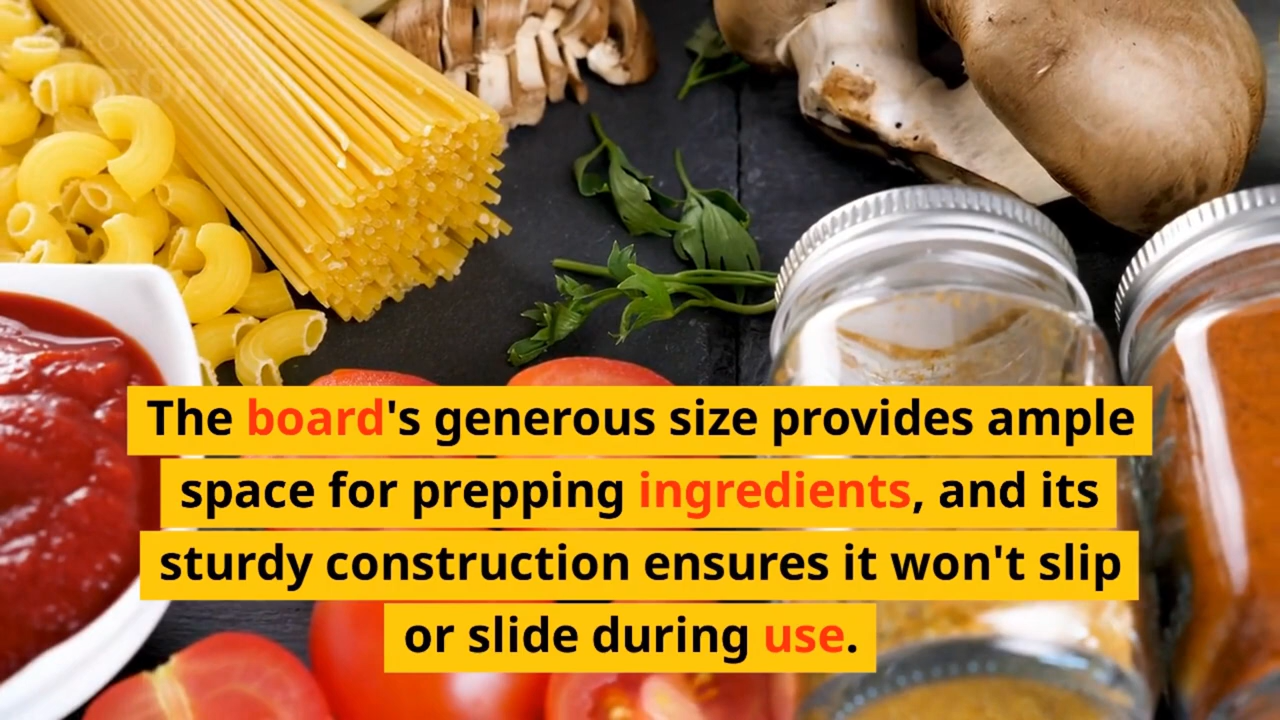 The board's generous size provides ample
space for prepping ingredients, and its
sturdy construction ensures it won't slip
or slide during use.